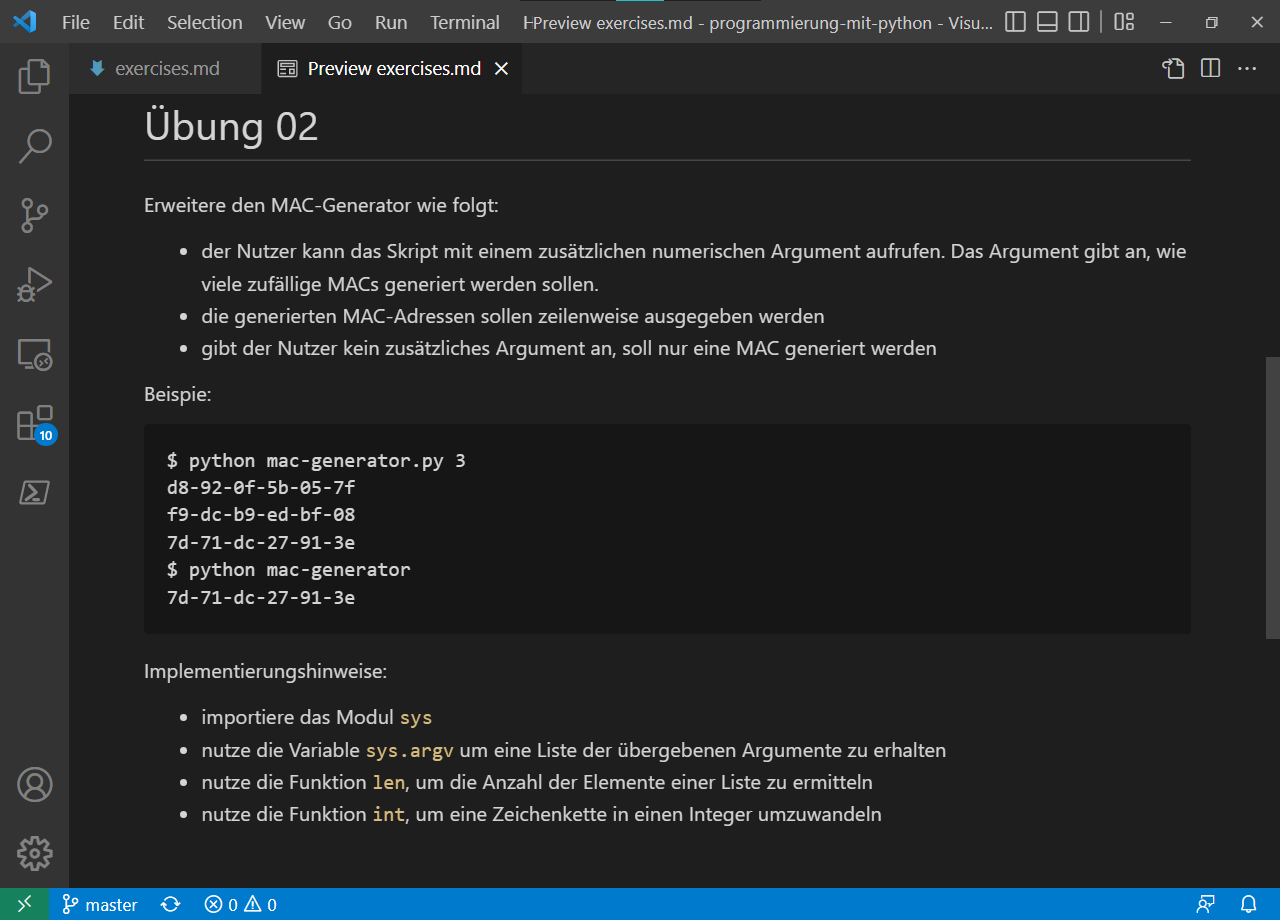 File Edit Selection View Go Run Terminal H Preview exercises.md - programmierung-mit-python - Visu...
exercises.md
Preview exercises.md
Übung 02
Erweitere den MAC-Generator wie folgt:
• der Nutzer kann das Skript mit einem zusätzlichen numerischen Argument aufrufen. Das Argument gibt an, wie
viele zufällige MACs generiert werden sollen.
• die generierten MAC-Adressen sollen zeilenweise ausgegeben werden
• gibt der Nutzer kein zusätzliches Argument an, soll nur eine MAC generiert werden
Beispie:
$ python mac-generator.py 3
d8-92-0f-5b-05-7f
f9-dc-b9-ed-bf-08
7d-71-dc-27-91-3e
$ python mac-generator
7d-71-dc-27-91-3e
Implementierungshinweise:
• importiere das Modul sys
• nutze die Variable sys.argv um eine Liste der übergebenen Argumente zu erhalten
• nutze die Funktion len, um die Anzahl der Elemente einer Liste zu ermitteln
• nutze die Funktion int, um eine Zeichenkette in einen Integer umzuwandeln
10
master
0
0